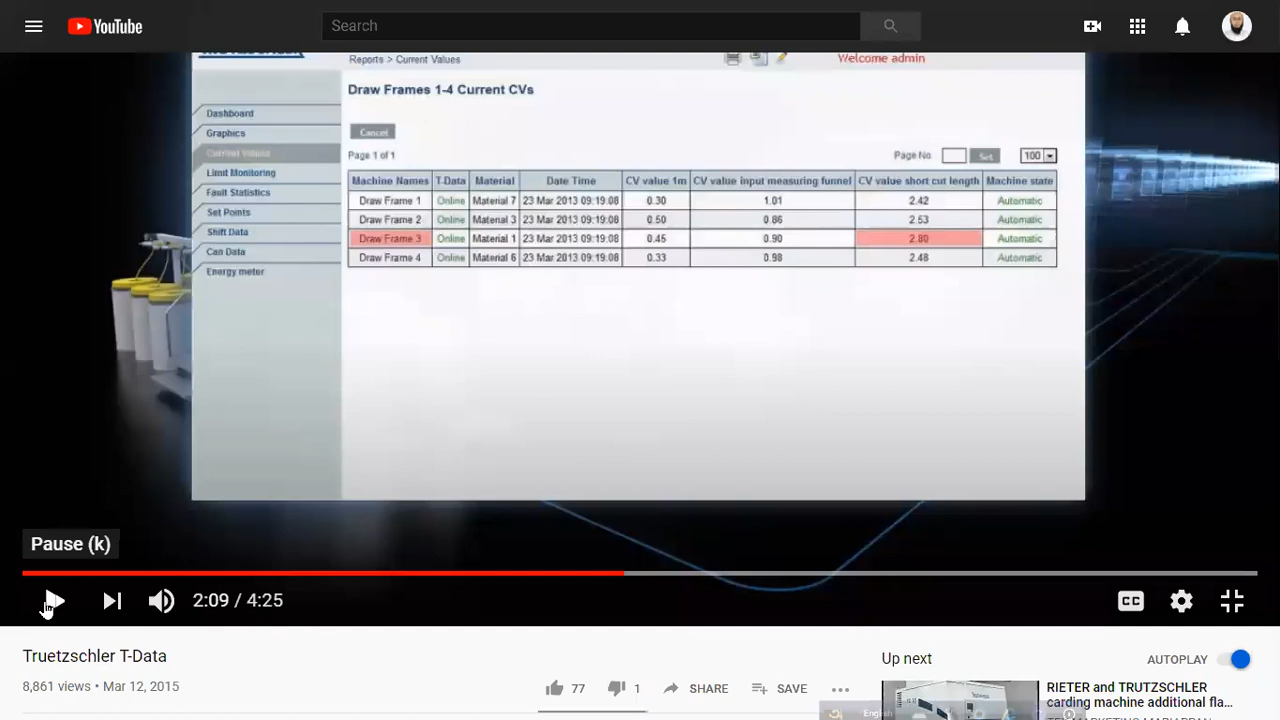 YouTube
Search
Reports > Current Values
Welcome admin
Draw Frames 1-4 Current CVs
Dashboard
Graphics
Current Values
Limit Monitoring
Fault Statistics
Set Points
Shift Data
Can Data
Energy meter
Cancel
Page 1 of 1
Page No
Set
100
Machine Names T-Data Material Date Time CV value 1m CV value input measuring funnel CV value short cut length Machine state
Draw Frame 1 Online Material 7 23 Mar 2013 09:19:08 0.30 1.01 2.42 Automatic
Draw Frame 2 Online Material 3 23 Mar 2013 09:19:08 0.50 0.86 2.53 Automatic
Draw Frame 3 Online Material 1 23 Mar 2013 09:19:08 0.45 0.90 2.80 Automatic
Draw Frame 4 Online Material 6 23 Mar 2013 09:19:08 0.33 0.98 2.48 Automatic
Pause (k)
2:09 / 4:25
CC
Truetzschler T-Data
8,861 views • Mar 12, 2015
77
1
SHARE
SAVE
Up next
AUTOPLAY
RIETER and TRUTZSCHLER
carding machine additional fla...
English